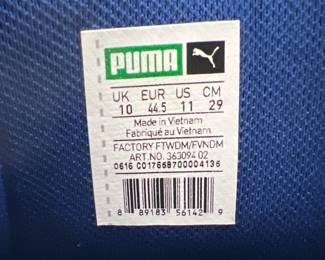 PUMA
UK EUR US CM
10 44.5 11 29
Made in Vietnam
Fabriqué au Vietnam
FACTORY FTWDM/FVNDM
ART.NO. 363094 02
0616 C017668700004136
8 89183 56142 9